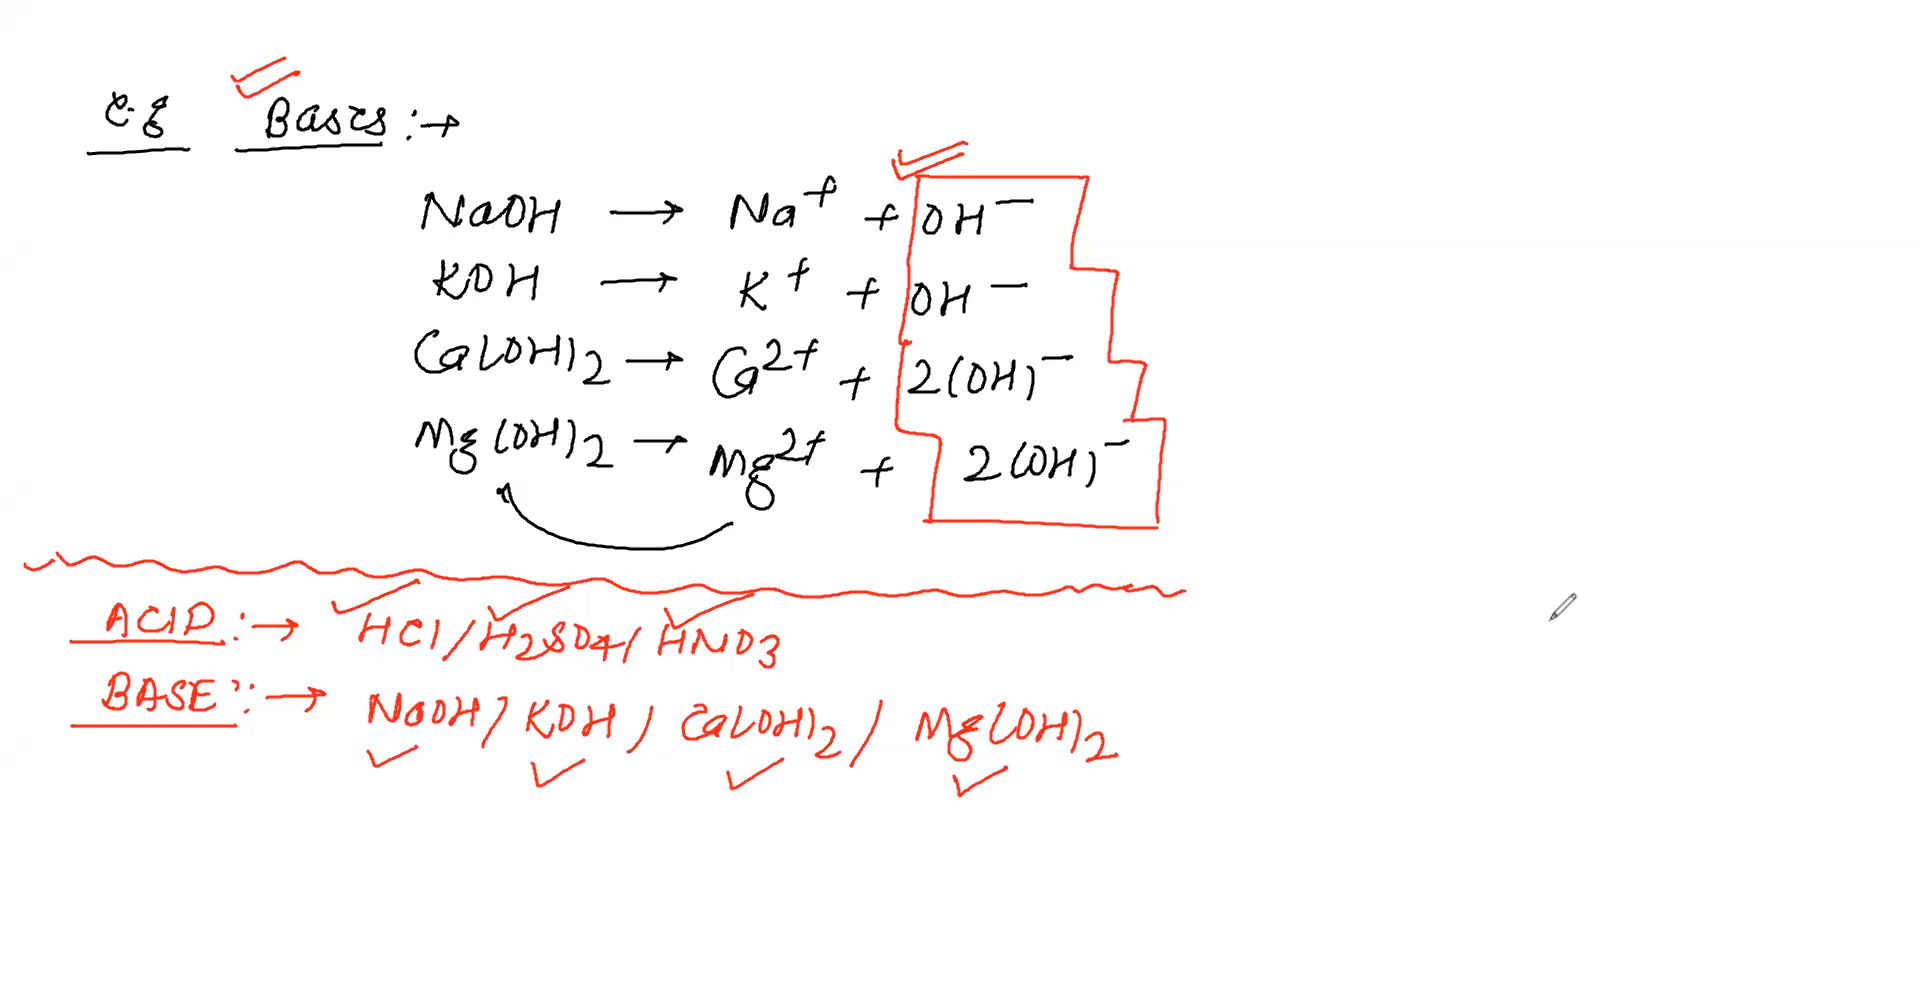 e.g Bases :→
NaOH → Na⁺ + OH⁻
KOH → K⁺ + OH⁻
Ca(OH)2 → Ca²⁺ + 2(OH)⁻
Mg(OH)2 → Mg²⁺ + 2(OH)⁻
ACID :→ HCl / H2SO4 / HNO3
BASE :→ NaOH / KOH / Ca(OH)2 / Mg(OH)2